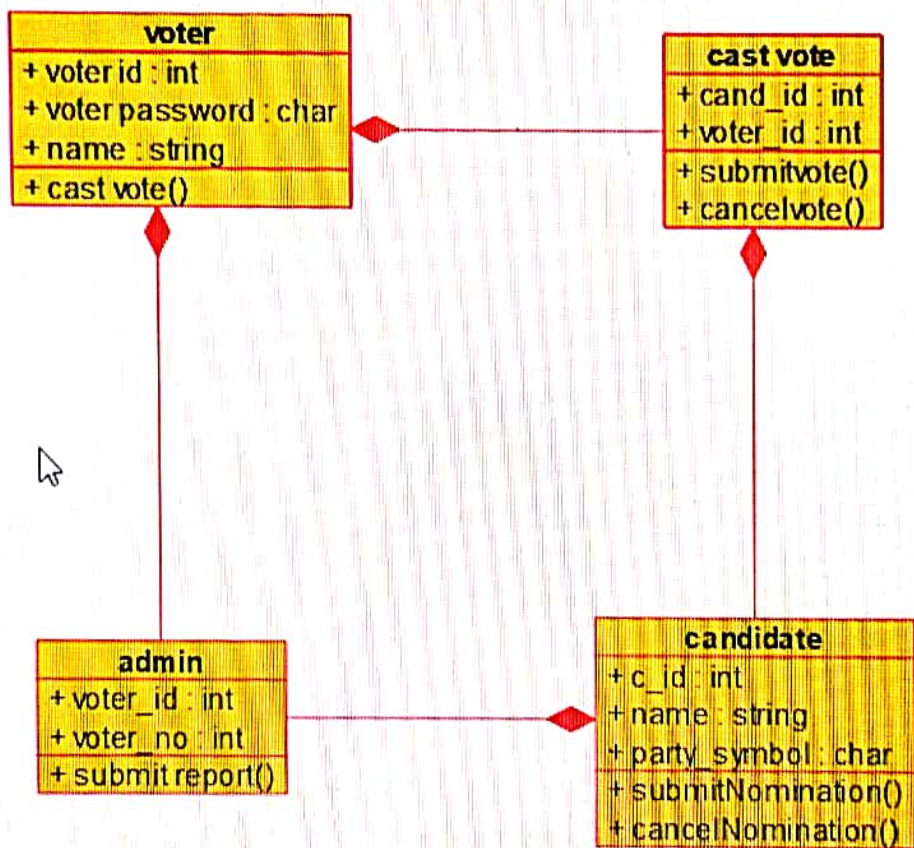 voter
+ voter id : int
+ voter password : char
+ name : string
+ cast vote()
cast vote
+ cand_id : int
+ voter_id : int
+ submitvote()
+ cancelvote()
admin
+ voter_id : int
+ voter_no : int
+ submit report()
candidate
+ c_id : int
+ name : string
+ party_symbol : char
+ submitNomination()
+ cancelNomination()